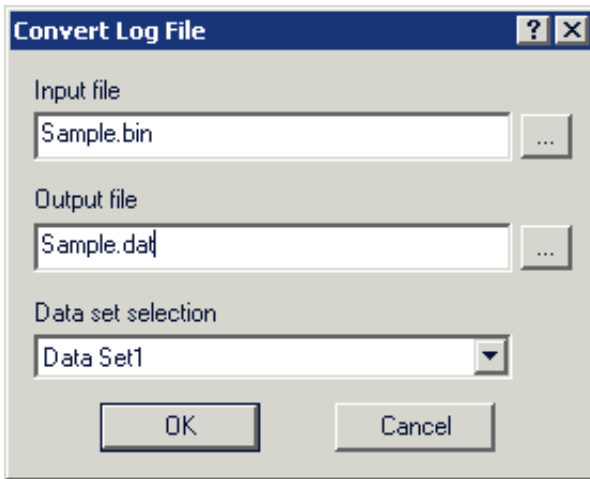 Convert Log File ?
Input file
Sample.bin
...
Output file
Sample.dat
...
Data set selection
Data Set1
OK Cancel